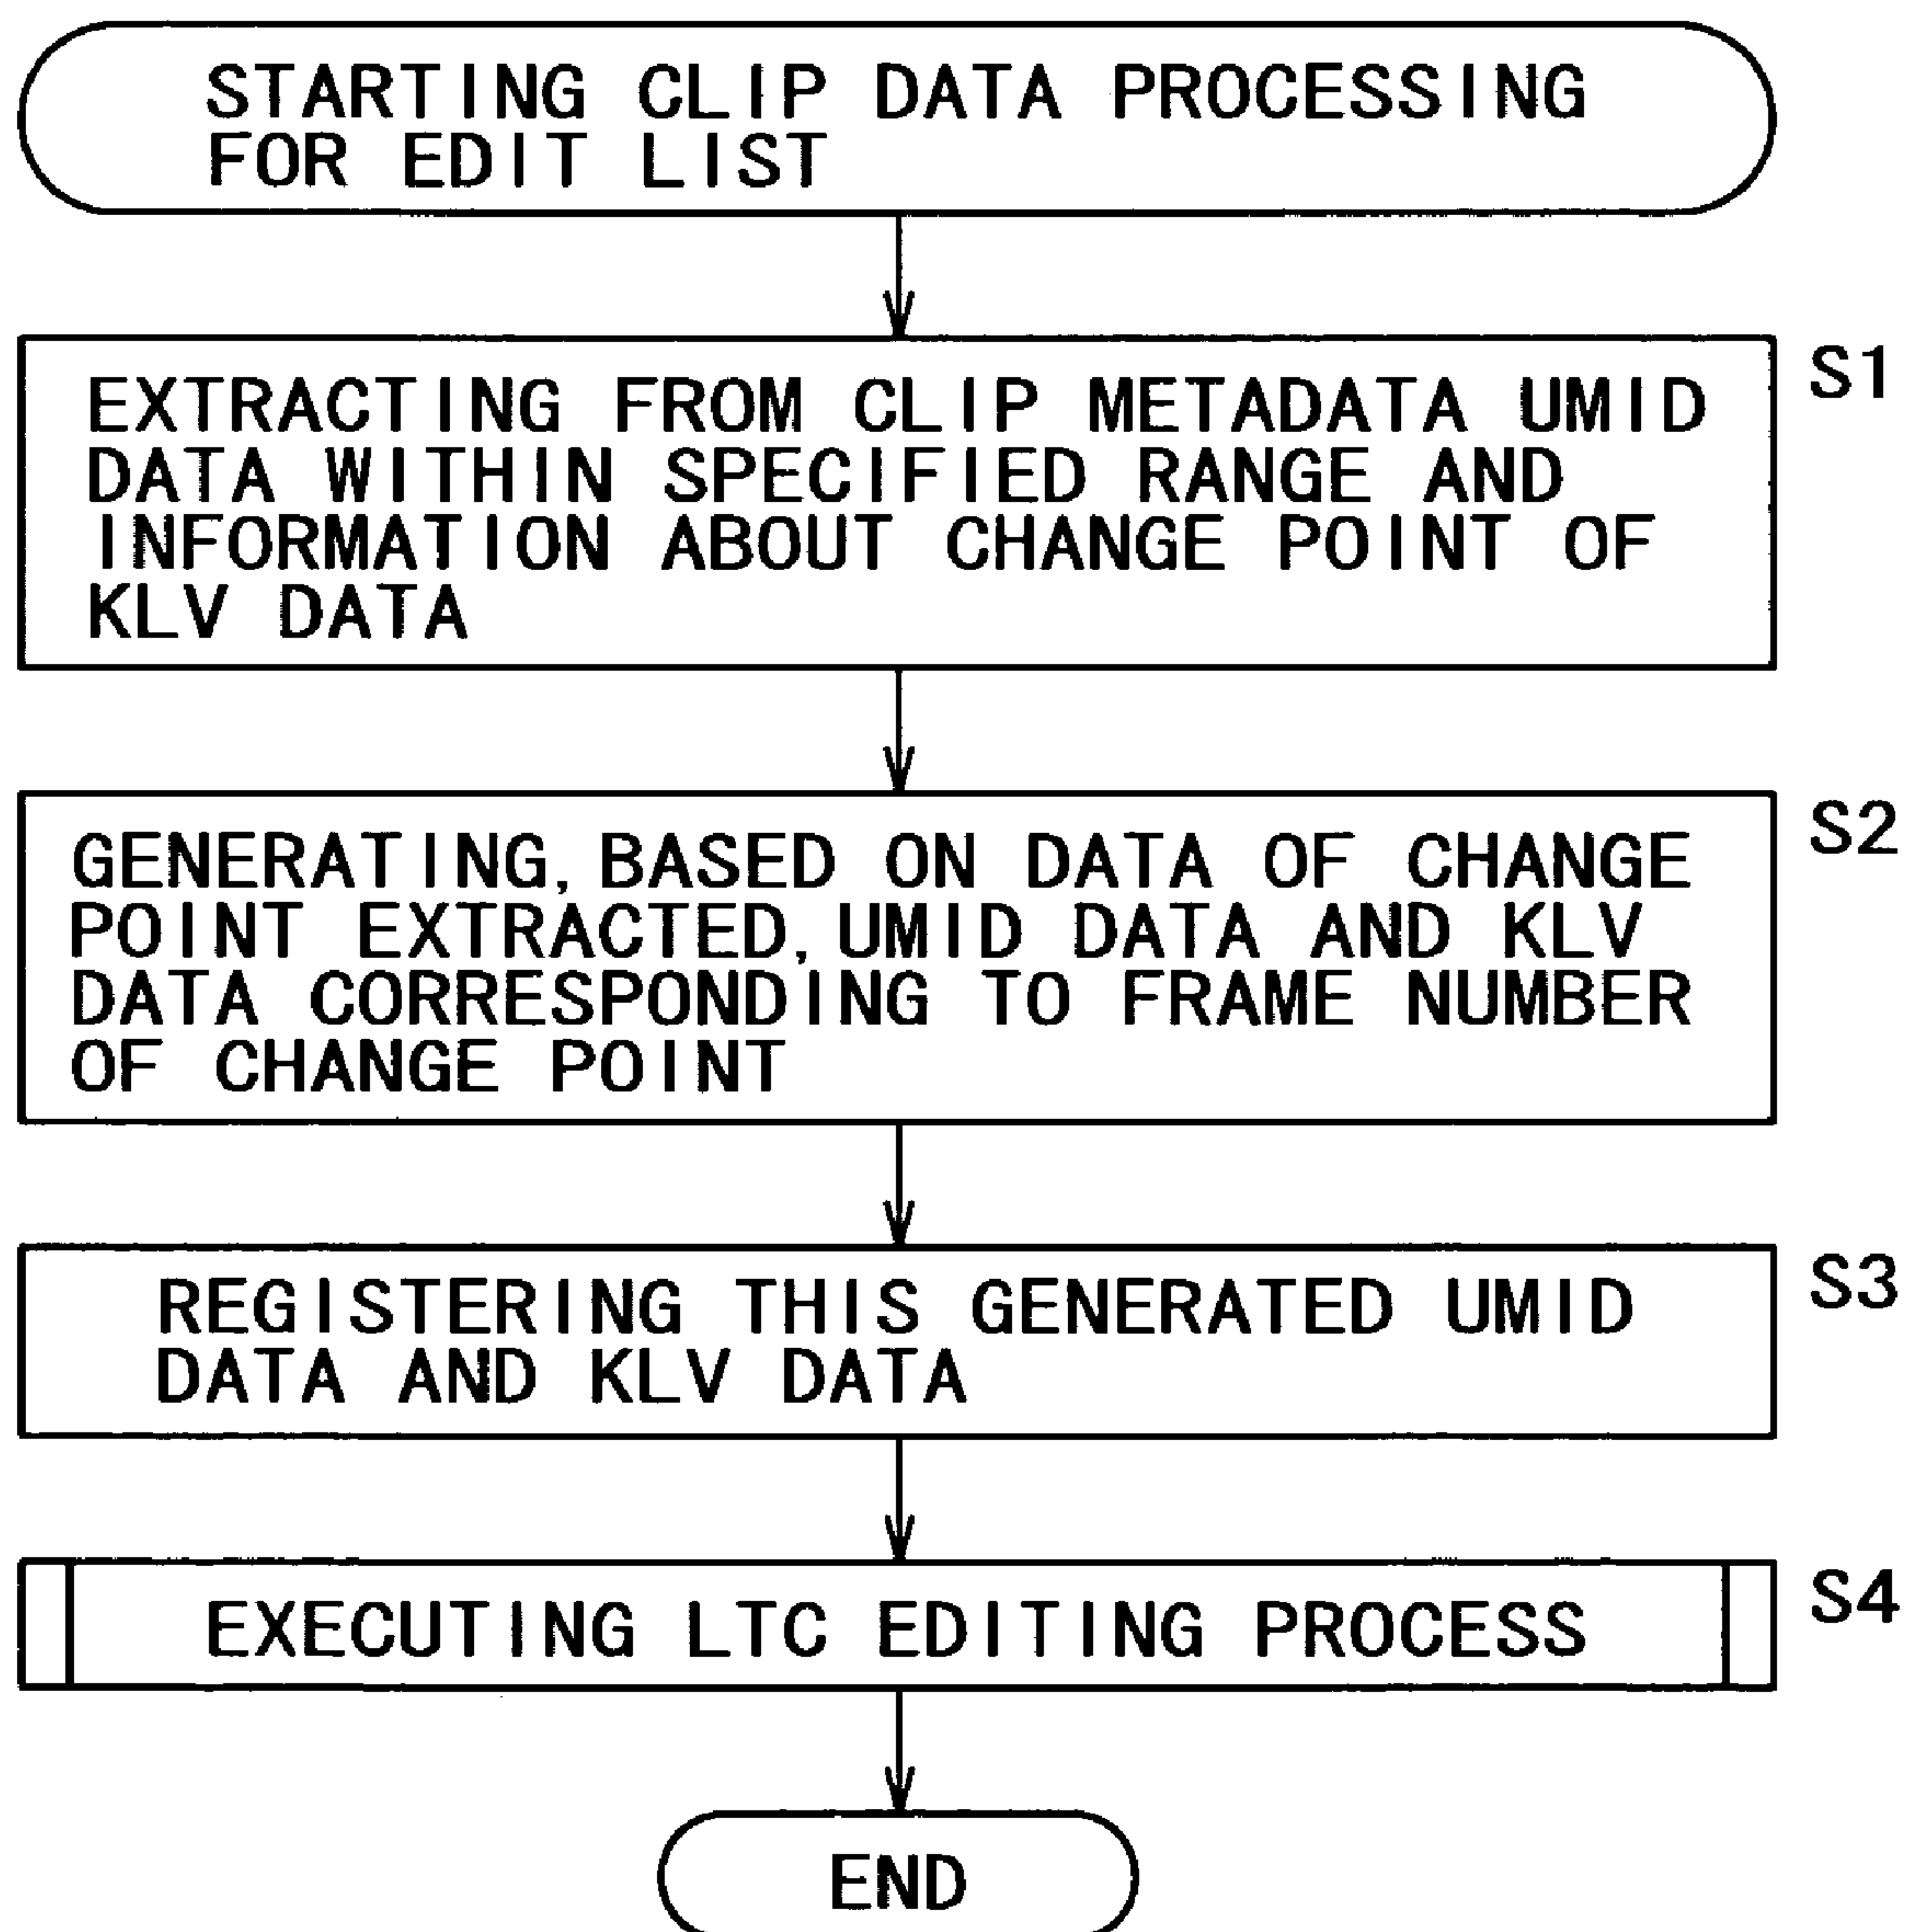 STARTING CLIP DATA PROCESSING
FOR EDIT LIST
S1
EXTRACTING FROM CLIP METADATA UMID
DATA WITHIN SPECIFIED RANGE AND
INFORMATION ABOUT CHANGE POINT OF
KLV DATA
S2
GENERATING, BASED ON DATA OF CHANGE
POINT EXTRACTED, UMID DATA AND KLV
DATA CORRESPONDING TO FRAME NUMBER
OF CHANGE POINT
S3
REGISTERING THIS GENERATED UMID
DATA AND KLV DATA
S4
EXECUTING LTC EDITING PROCESS
END